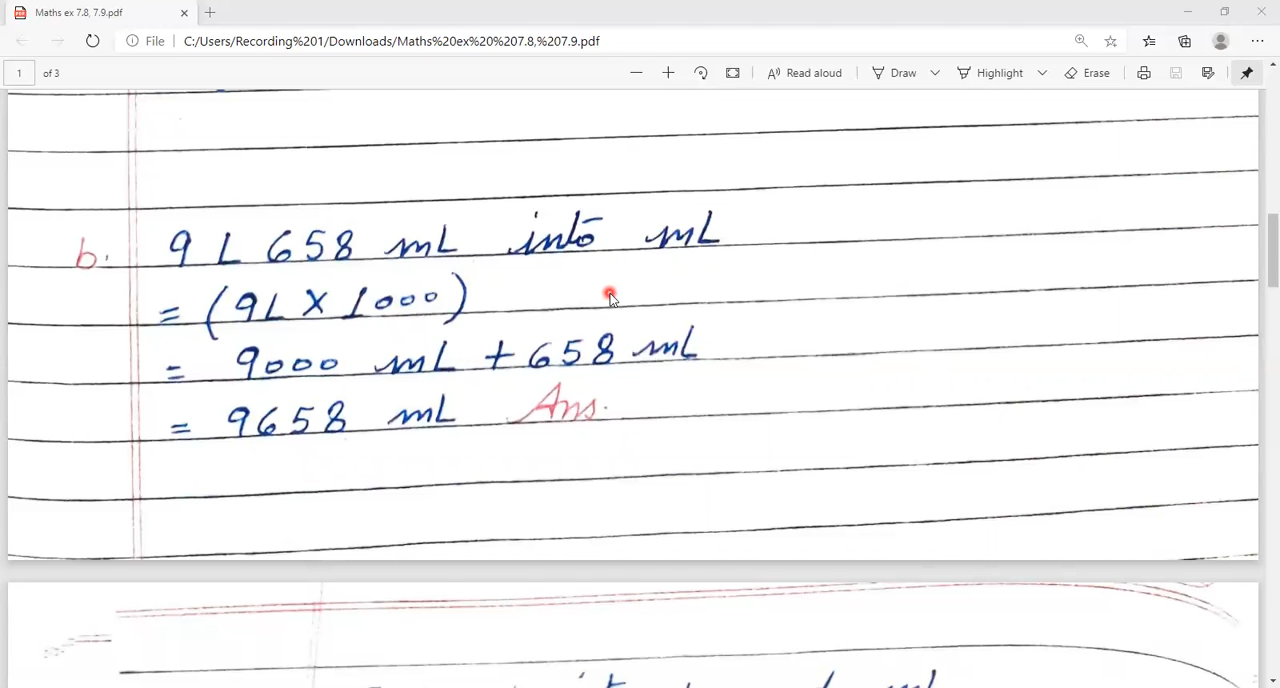 Maths ex 7.8, 7.9.pdf
File C:/Users/Recording%201/Downloads/Maths%20ex%20%207.8,%207.9.pdf
1 of 3 Read aloud Draw Highlight Erase
b. 9 L 658 mL into mL
= (9L X 1000)
= 9000 mL + 658 mL
= 9658 mL Ans.